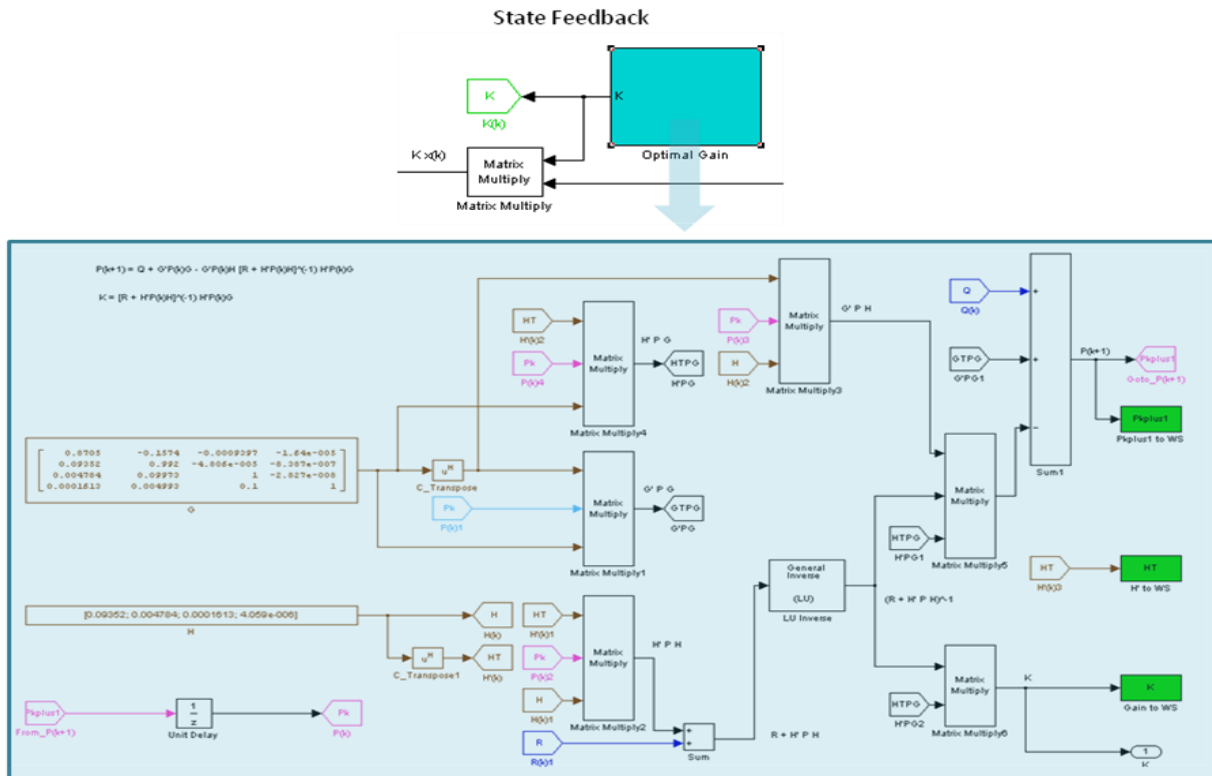 State Feedback
K
K(k)
K
Optimal Gain
K x(k)
Matrix
Multiply
Matrix Multiply
P(k+1) = Q + G'P(k)G - G'P(k)H [R + H'P(k)H]^(-1) H'P(k)G
K = [R + H'P(k)H]^(-1) H'P(k)G
HT
H'(k)2
Pk
P(k)4
Matrix
Multiply
Matrix Multiply4
H' P G
HTPG
H'PG
Pk
P(k)3
H
H(k)2
Matrix
Multiply
Matrix Multiply3
G' P H
Q
Q(k)
GTPG
G'PG1
Sum1
P(k+1)
Pkplus1
Goto_P(k+1)
Pkplus1
Pkplus1 to WS
0.8705 -0.1574 -0.0009397 -1.64e-005
0.09352 0.992 -4.806e-005 -8.387e-007
0.004784 0.09973 1 -2.827e-008
0.0001613 0.004993 0.1 1
G
u^H
C_Transpose
Pk
P(k)1
Matrix
Multiply
Matrix Multiply1
G' P G
GTPG
G'PG
HTPG
H'PG1
Matrix
Multiply
Matrix Multiply5
[0.09352; 0.004784; 0.0001613; 4.059e-006]
H
H
H(k)
u^H
C_Transpose1
HT
H'(k)
HT
H'(k)1
Pk
P(k)2
H
H(k)1
R
R(k)1
Matrix
Multiply
Matrix Multiply2
H' P H
Sum
R + H' P H
General
Inverse
(LU)
LU Inverse
(R + H' P H)^-1
HT
H'(k)3
HT
H' to WS
HTPG
H'PG2
Matrix
Multiply
Matrix Multiply6
K
K
Gain to WS
1
K
Pkplus1
From_P(k+1)
1
z
Unit Delay
Pk
P(k)